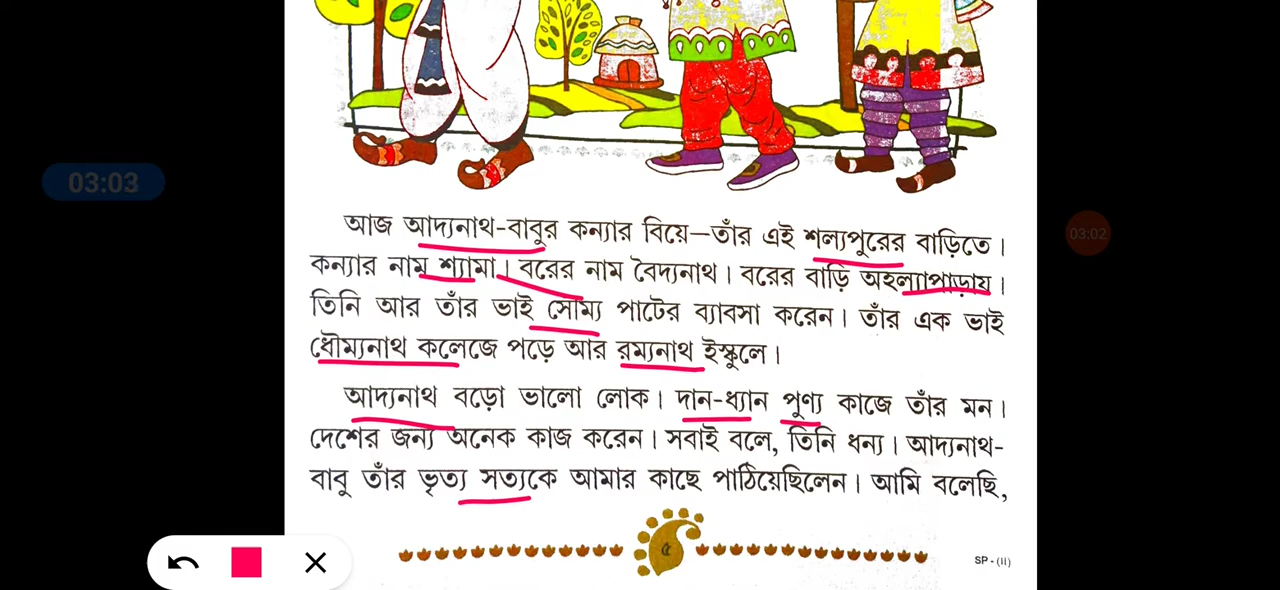 03:03
03:02
আজ আদ্যনাথ-বাবুর কন্যার বিয়ে—তাঁর এই শল্যপুরের বাড়িতে।
কন্যার নাম শ্যামা। বরের নাম বৈদ্যনাথ। বরের বাড়ি অহল্যাপাড়ায়।
তিনি আর তাঁর ভাই সৌম্য পাটের ব্যাবসা করেন। তাঁর এক ভাই
ধৌম্যনাথ কলেজে পড়ে আর রম্যনাথ ইস্কুলে।
আদ্যনাথ বড়ো ভালো লোক। দান-ধ্যান পুণ্য কাজে তাঁর মন।
দেশের জন্য অনেক কাজ করেন। সবাই বলে, তিনি ধন্য। আদ্যনাথ-
বাবু তাঁর ভৃত্য সত্যকে আমার কাছে পাঠিয়েছিলেন। আমি বলেছি,
৫
SP - (II)